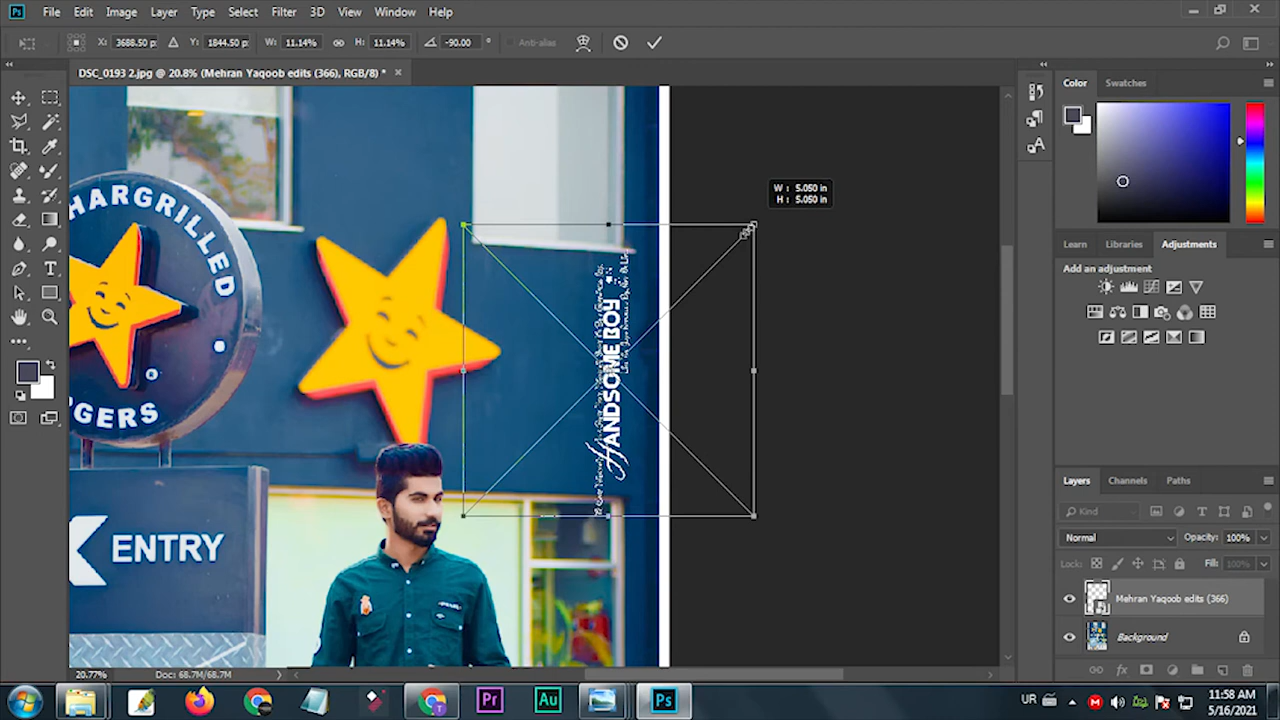 File Edit Image Layer Type Select Filter 3D View Window Help
X: 3688.50 p: Y: 1844.50 p: W: 11.14% H: 11.14% -90.00 ° Anti-alias
DSC_0193 2.jpg @ 20.8% (Mehran Yaqoob edits (366), RGB/8) * ×
Color Swatches
W : 5.050 in
H : 5.050 in
HARGRILLED
GERS
HANDSOME BOY
ENTRY
Learn Libraries Adjustments
Add an adjustment
Layers Channels Paths
Kind
Normal Opacity: 100%
Lock: Fill: 100%
Mehran Yaqoob edits (366)
Background
20.77% Doc: 68.7M/68.7M
Ps Pr Au Ps
UR 11:58 AM
5/16/2021